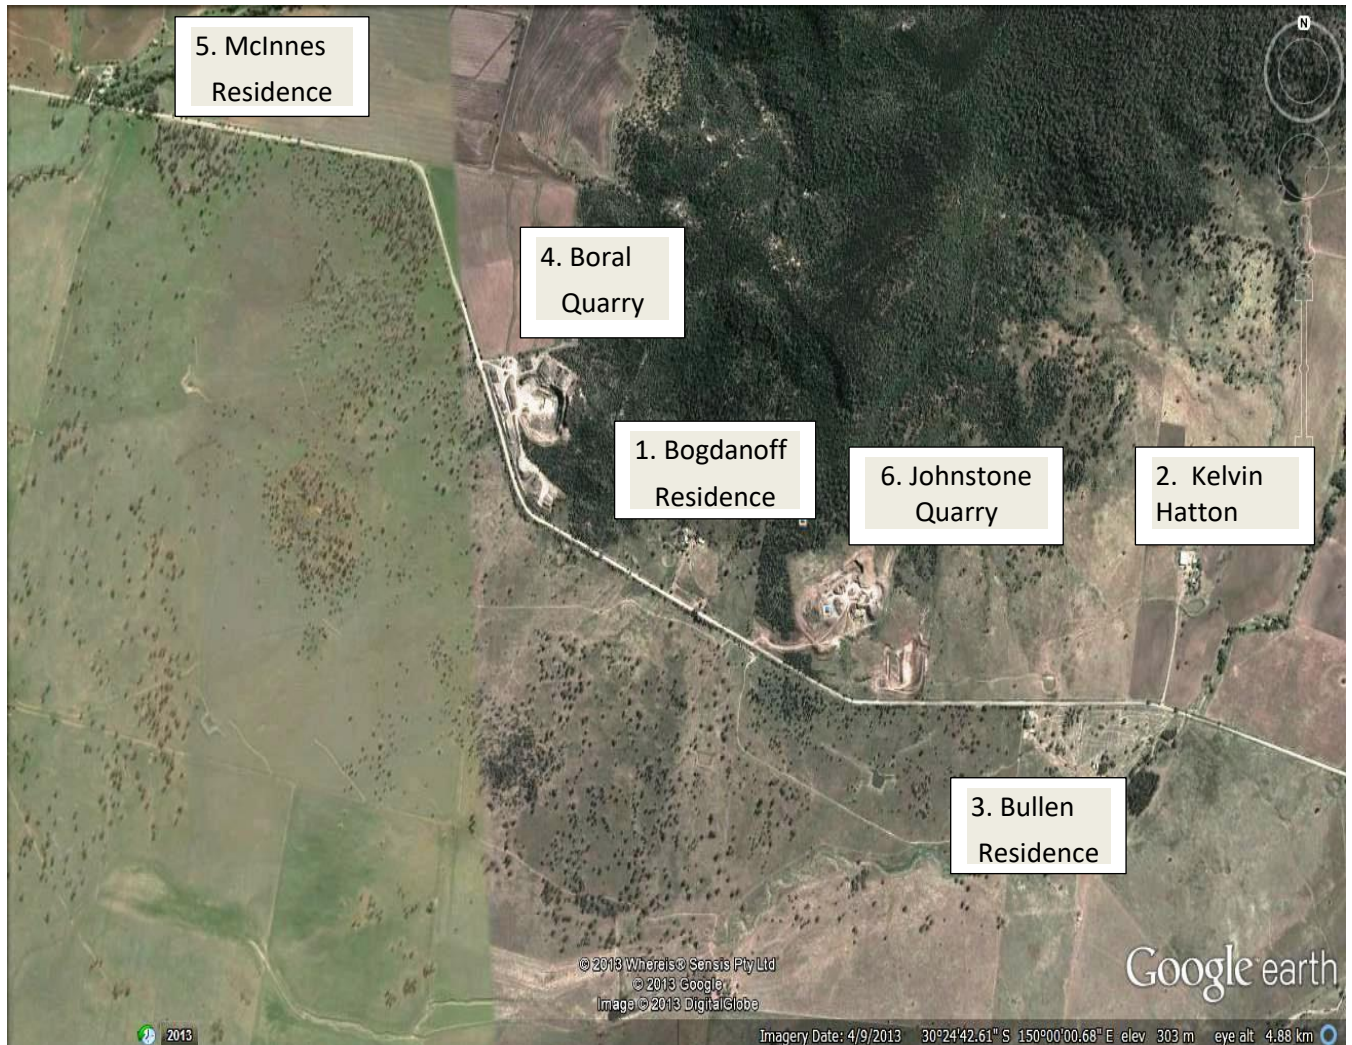 5. McInnes
Residence
N
4. Boral
Quarry
1. Bogdanoff
Residence
6. Johnstone
Quarry
2. Kelvin
Hatton
3. Bullen
Residence
Google earth
© 2013 Whereis® Sensis Pty Ltd
© 2013 Google
Image © 2013 DigitalGlobe
2013
Imagery Date: 4/9/2013 30°24'42.61" S 150°00'00.68" E elev 303 m eye alt 4.88 km